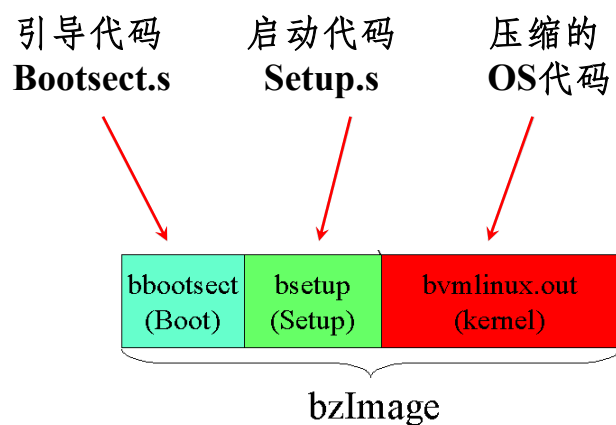 引导代码
Bootsect.s
启动代码
Setup.s
压缩的
OS代码
bbootsect
(Boot)
bsetup
(Setup)
bvmlinux.out
(kernel)
bzImage